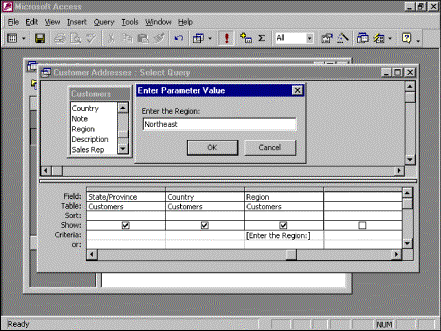 Microsoft Access
File Edit View Insert Query Tools Window Help
All
Customer Addresses : Select Query
Customers
Country
Note
Region
Description
Sales Rep
Enter Parameter Value
Enter the Region:
Northeast
OK Cancel
Field: State/Province Country Region
Table: Customers Customers Customers
Sort:
Show:
Criteria: [Enter the Region:]
or:
Ready NUM